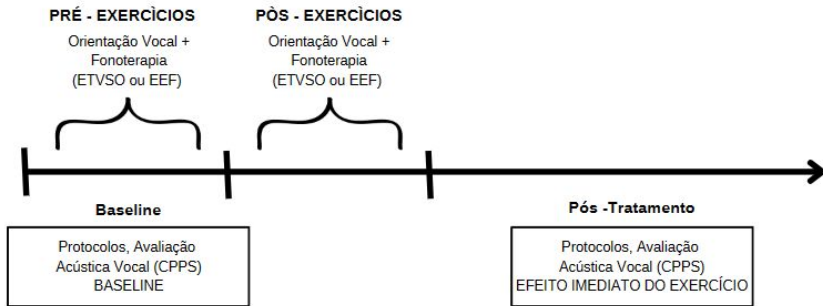 PRÉ - EXERCÌCIOS
Orientação Vocal +
Fonoterapia
(ETVSO ou EEF)
PÒS - EXERCÌCIOS
Orientação Vocal +
Fonoterapia
(ETVSO ou EEF)
Baseline
Protocolos, Avaliação
Acústica Vocal (CPPS)
BASELINE
Pós -Tratamento
Protocolos, Avaliação
Acústica Vocal (CPPS)
EFEITO IMEDIATO DO EXERCÍCIO